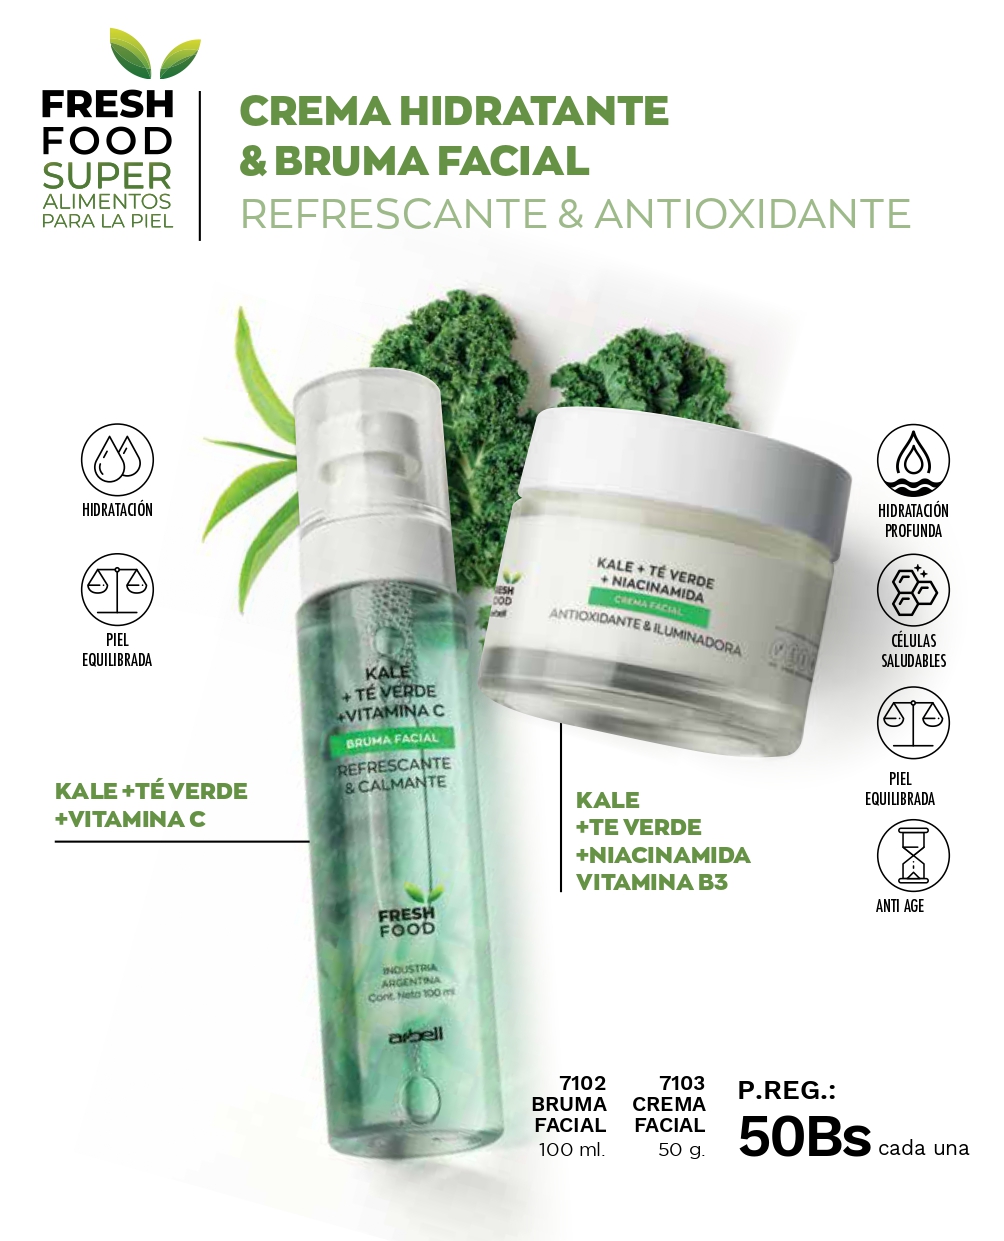 FRESH
FOOD
SUPER
ALIMENTOS
PARA LA PIEL
CREMA HIDRATANTE
& BRUMA FACIAL
REFRESCANTE & ANTIOXIDANTE
HIDRATACIÓN
PIEL
EQUILIBRADA
KALE
+ TÉ VERDE
+VITAMINA C
BRUMA FACIAL
REFRESCANTE
& CALMANTE
FRESH
FOOD
INDUSTRIA
ARGENTINA
Cont. Neto 100 ml
arbell
KALE + TÉ VERDE
+ NIACINAMIDA
CREMA FACIAL
ANTIOXIDANTE & ILUMINADORA
HIDRATACIÓN
PROFUNDA
CÉLULAS
SALUDABLES
PIEL
EQUILIBRADA
ANTI AGE
KALE +TÉ VERDE
+VITAMINA C
KALE
+TE VERDE
+NIACINAMIDA
VITAMINA B3
7102
BRUMA
FACIAL
100 ml.
7103
CREMA
FACIAL
50 g.
P.REG.:
50Bs cada una